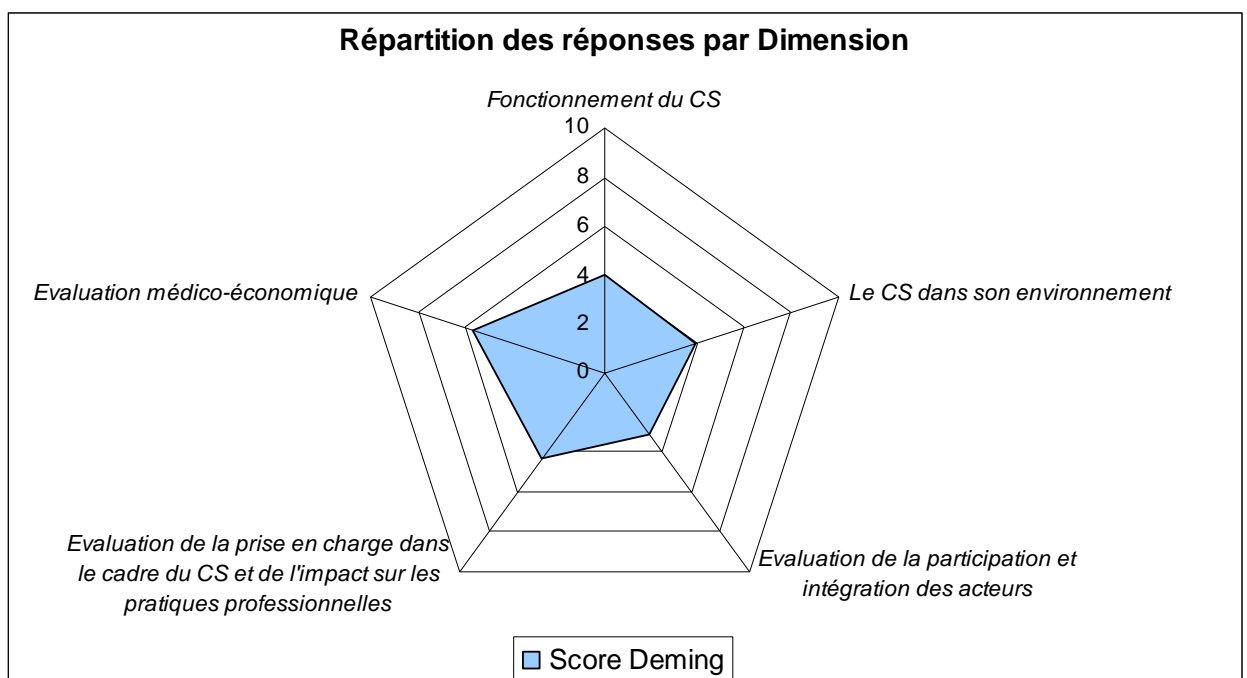 Répartition des réponses par Dimension
Fonctionnement du CS
10
8
6
4
2
0
Evaluation médico-économique
Le CS dans son environnement
Evaluation de la prise en charge dans
le cadre du CS et de l'impact sur les
pratiques professionnelles
Evaluation de la participation et
intégration des acteurs
Score Deming